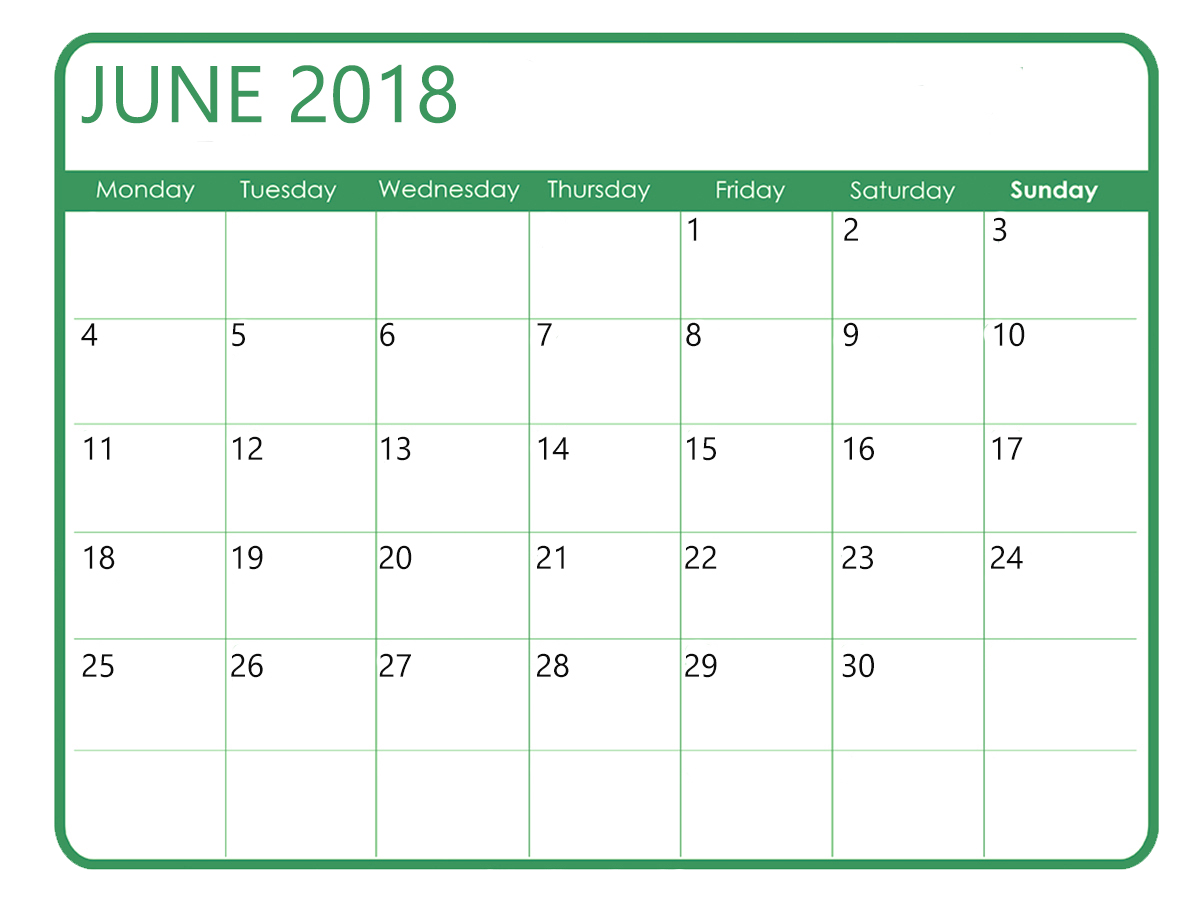 JUNE 2018
Monday Tuesday Wednesday Thursday Friday Saturday Sunday
1 2 3
4 5 6 7 8 9 10
11 12 13 14 15 16 17
18 19 20 21 22 23 24
25 26 27 28 29 30